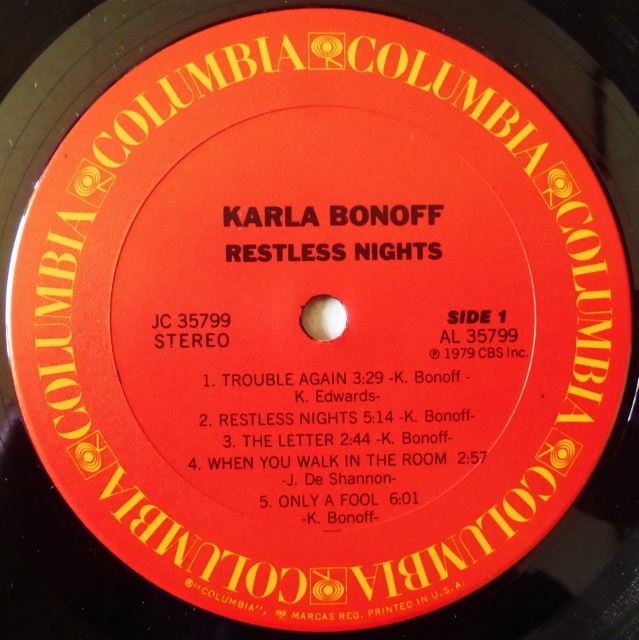 COLUMBIA COLUMBIA COLUMBIA COLUMBIA COLUMBIA COLUMBIA
KARLA BONOFF
RESTLESS NIGHTS
JC 35799
STEREO
SIDE 1
AL 35799
℗ 1979 CBS Inc.
1. TROUBLE AGAIN 3:29 -K. Bonoff -
K. Edwards-
2. RESTLESS NIGHTS 5:14 -K. Bonoff-
3. THE LETTER 2:44 -K. Bonoff-
4. WHEN YOU WALK IN THE ROOM 2:57
-J. De Shannon-
5. ONLY A FOOL 6:01
-K. Bonoff-
®"COLUMBIA", MARCAS REG. PRINTED IN U.S.A.